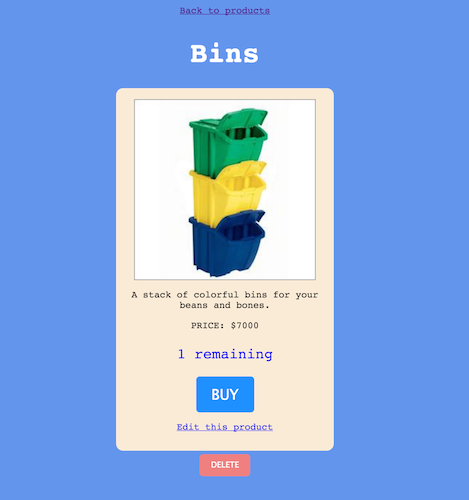 Back to products
Bins
A stack of colorful bins for your
beans and bones.
PRICE: $7000
1 remaining
BUY
Edit this product
DELETE